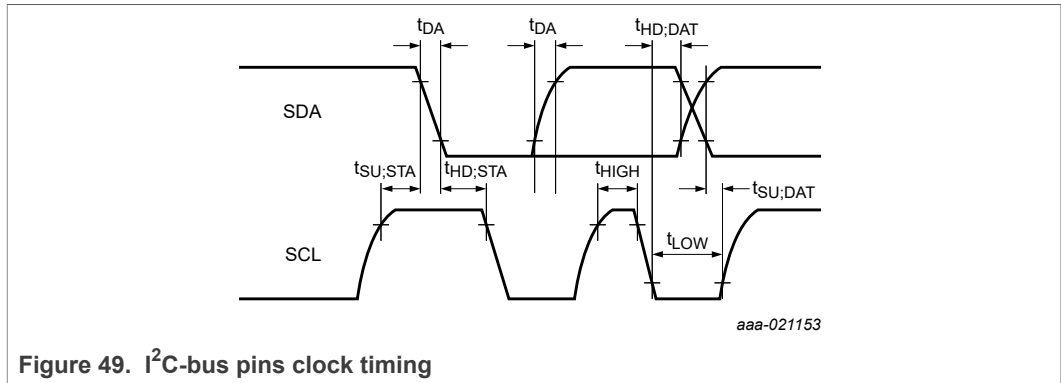 tDA tDA tHD;DAT
SDA
tSU;STA tHD;STA tHIGH tSU;DAT
SCL tLOW
aaa-021153
Figure 49. I²C-bus pins clock timing